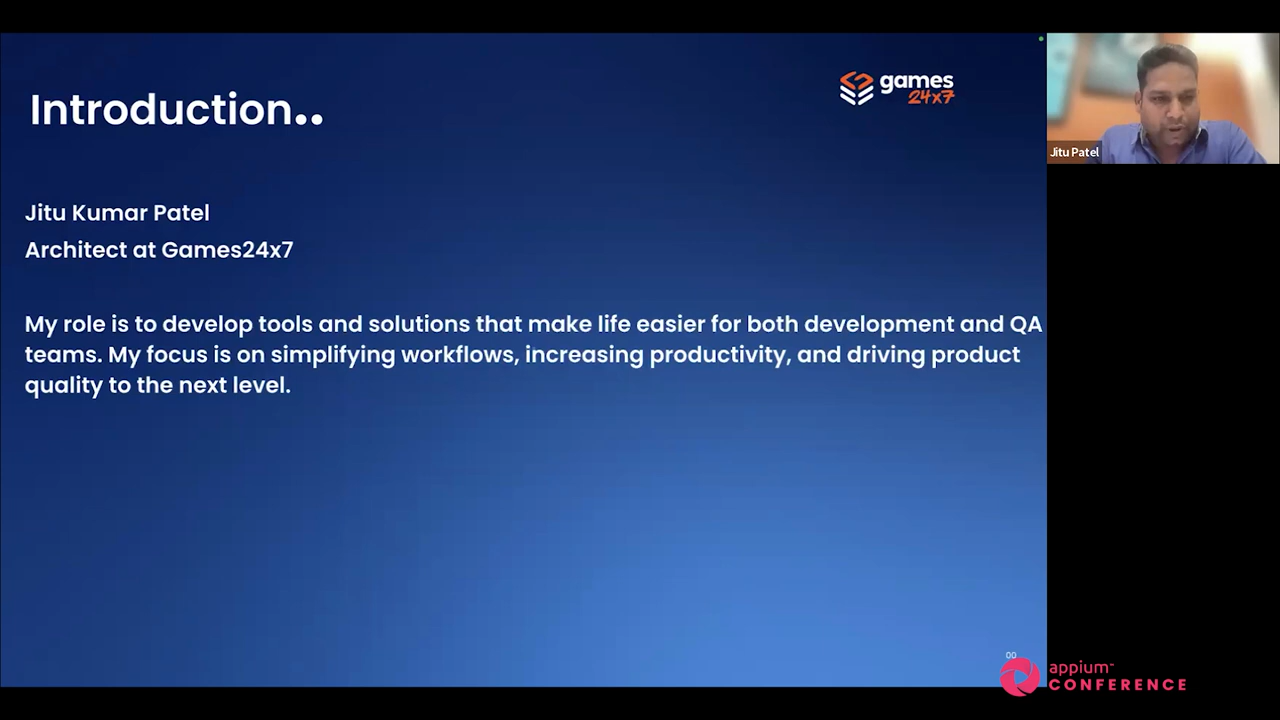 Introduction..
games
24x7
Jitu Patel
Jitu Kumar Patel
Architect at Games24x7
My role is to develop tools and solutions that make life easier for both development and QA
teams. My focus is on simplifying workflows, increasing productivity, and driving product
quality to the next level.
00
appium™
CONFERENCE